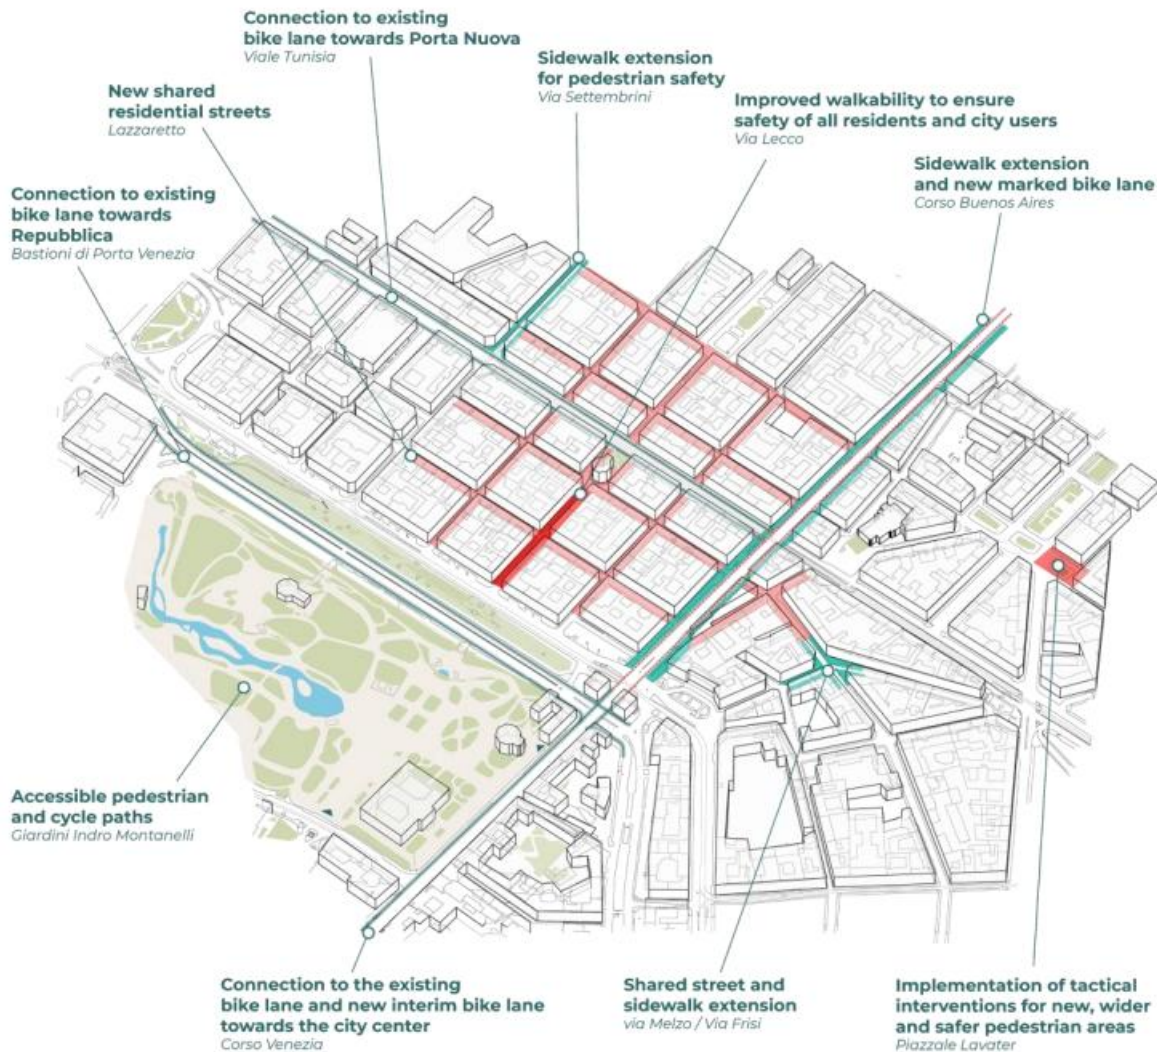 Connection to existing
bike lane towards Porta Nuova
Viale Tunisia
Sidewalk extension
for pedestrian safety
Via Settembrini
New shared
residential streets
Lazzaretto
Improved walkability to ensure
safety of all residents and city users
Via Lecco
Sidewalk extension
and new marked bike lane
Corso Buenos Aires
Connection to existing
bike lane towards
Repubblica
Bastioni di Porta Venezia
Accessible pedestrian
and cycle paths
Giardini Indro Montanelli
Connection to the existing
bike lane and new interim bike lane
towards the city center
Corso Venezia
Shared street and
sidewalk extension
via Melzo / Via Frisi
Implementation of tactical
interventions for new, wider
and safer pedestrian areas
Piazzale Lavater